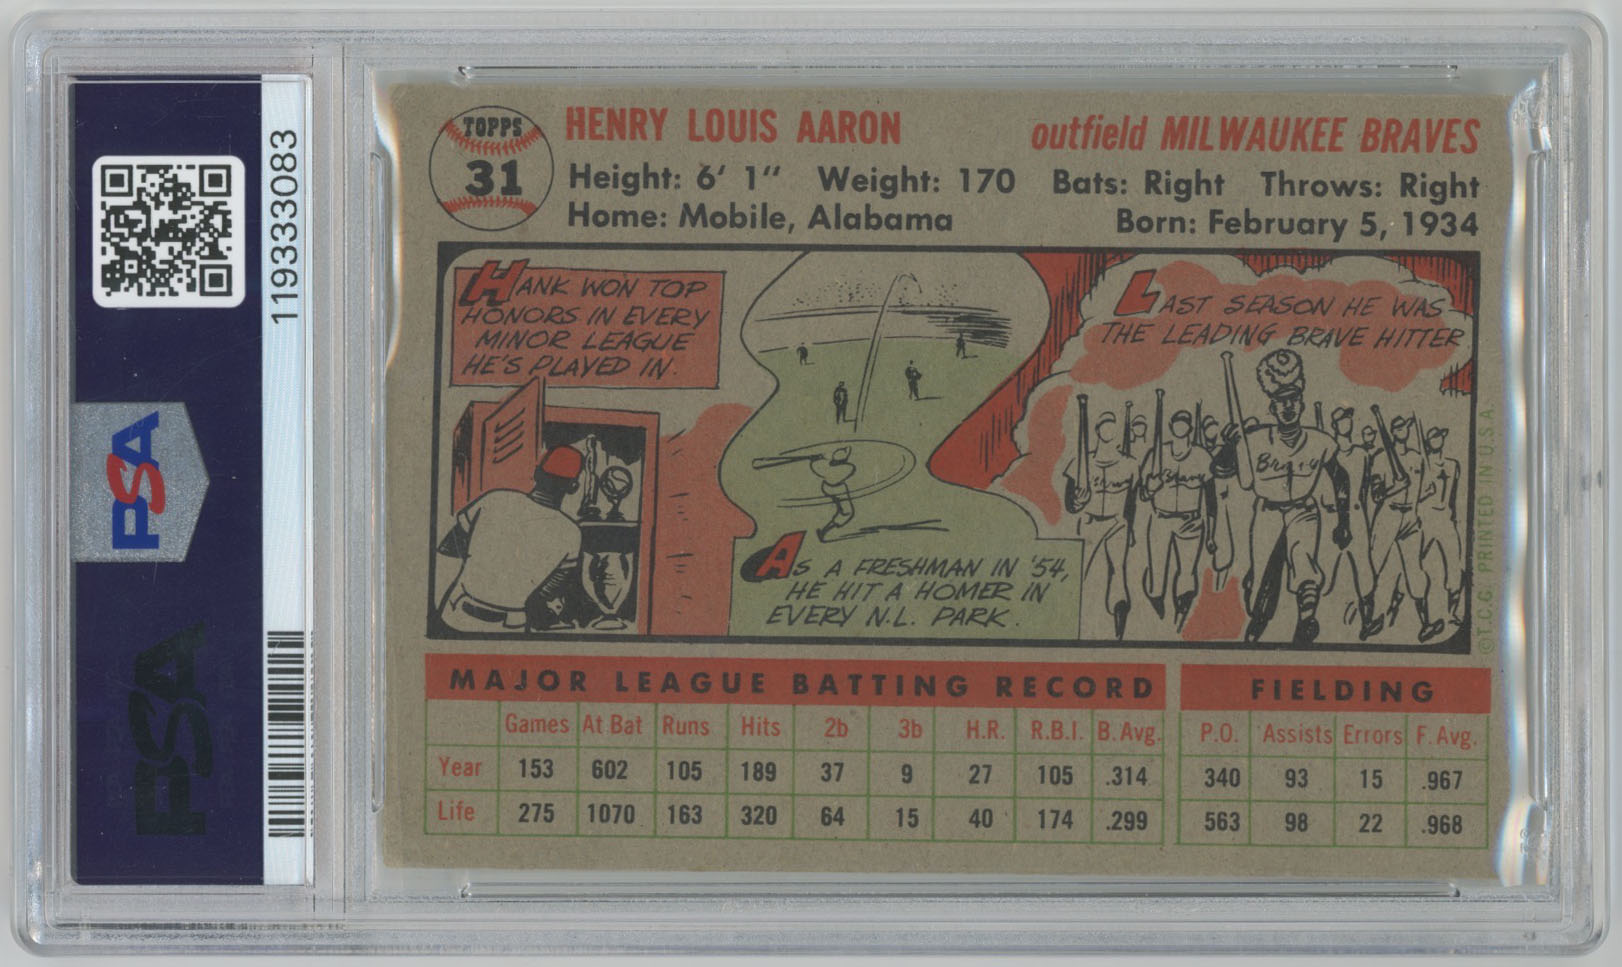 119333083
PSA
PSA
TOPPS
31
HENRY LOUIS AARON
outfield MILWAUKEE BRAVES
Height: 6' 1" Weight: 170 Bats: Right Throws: Right
Home: Mobile, Alabama Born: February 5, 1934
HANK WON TOP
HONORS IN EVERY
MINOR LEAGUE
HE'S PLAYED IN.
AS A FRESHMAN IN '54,
HE HIT A HOMER IN
EVERY N.L. PARK.
LAST SEASON HE WAS
THE LEADING BRAVE HITTER
©T.C.G. PRINTED IN U.S.A.
MAJOR LEAGUE BATTING RECORD FIELDING
Games At Bat Runs Hits 2b 3b H.R. R.B.I. B. Avg. P.O. Assists Errors F. Avg.
Year 153 602 105 189 37 9 27 105 .314 340 93 15 .967
Life 275 1070 163 320 64 15 40 174 .299 563 98 22 .968